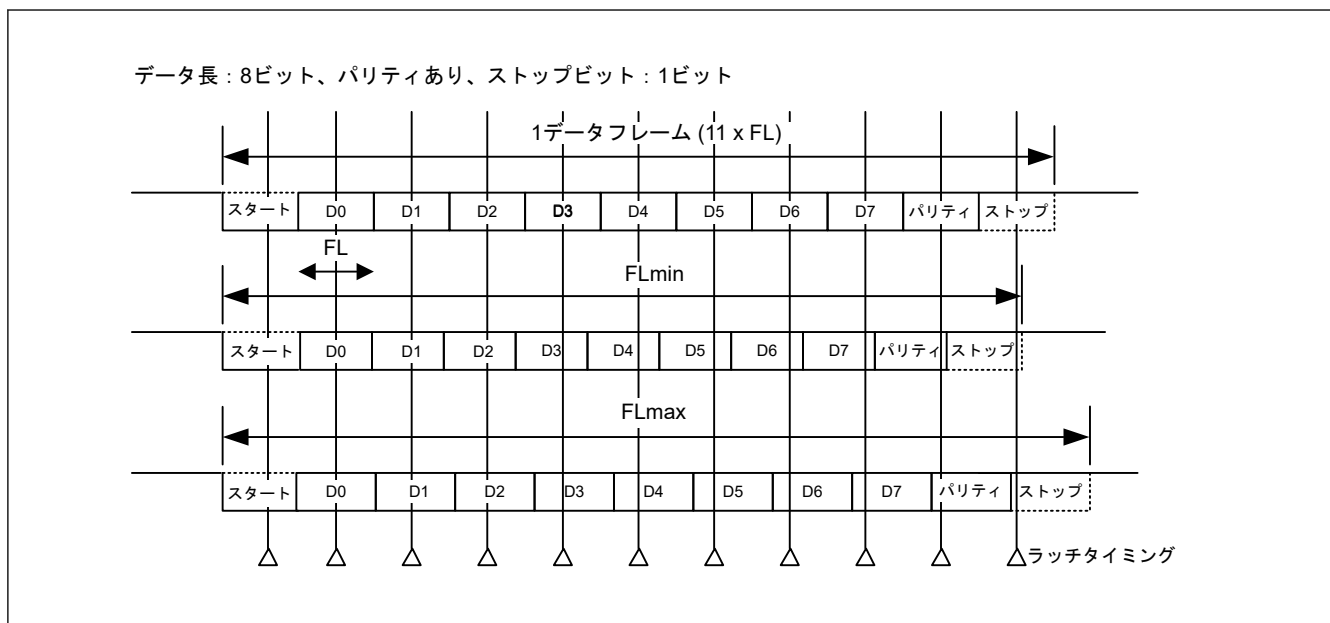 データ長：8ビット、パリティあり、ストップビット：1ビット
1データフレーム (11 x FL)
スタート D0 D1 D2 D3 D4 D5 D6 D7 パリティ ストップ
FL
FLmin
スタート D0 D1 D2 D3 D4 D5 D6 D7 パリティ ストップ
FLmax
スタート D0 D1 D2 D3 D4 D5 D6 D7 パリティ ストップ
ラッチタイミング